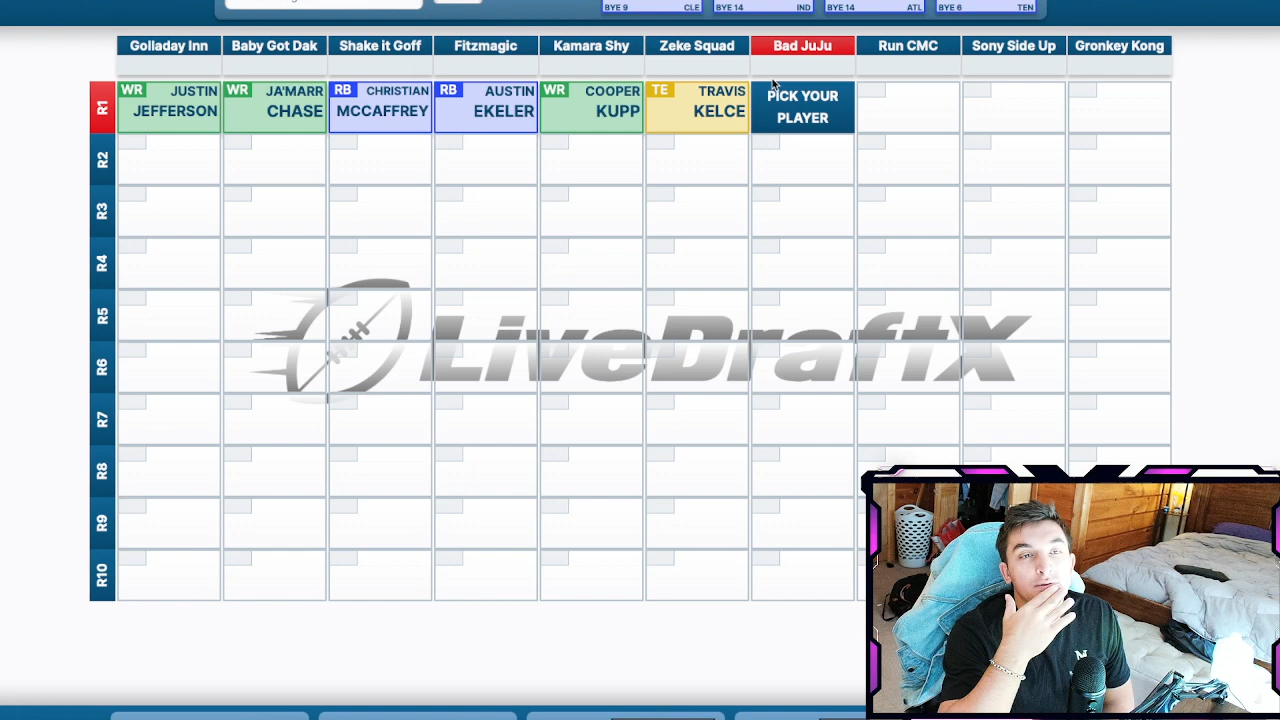 BYE 9 CLE BYE 14 IND BYE 14 ATL BYE 6 TEN
Golladay Inn Baby Got Dak Shake it Goff Fitzmagic Kamara Shy Zeke Squad Bad JuJu Run CMC Sony Side Up Gronkey Kong
R1
WR JUSTIN
JEFFERSON
WR JA'MARR
CHASE
RB CHRISTIAN
MCCAFFREY
RB AUSTIN
EKELER
WR COOPER
KUPP
TE TRAVIS
KELCE
PICK YOUR
PLAYER
R2
R3
R4
R5
R6
R7
R8
R9
R10
LiveDraftX